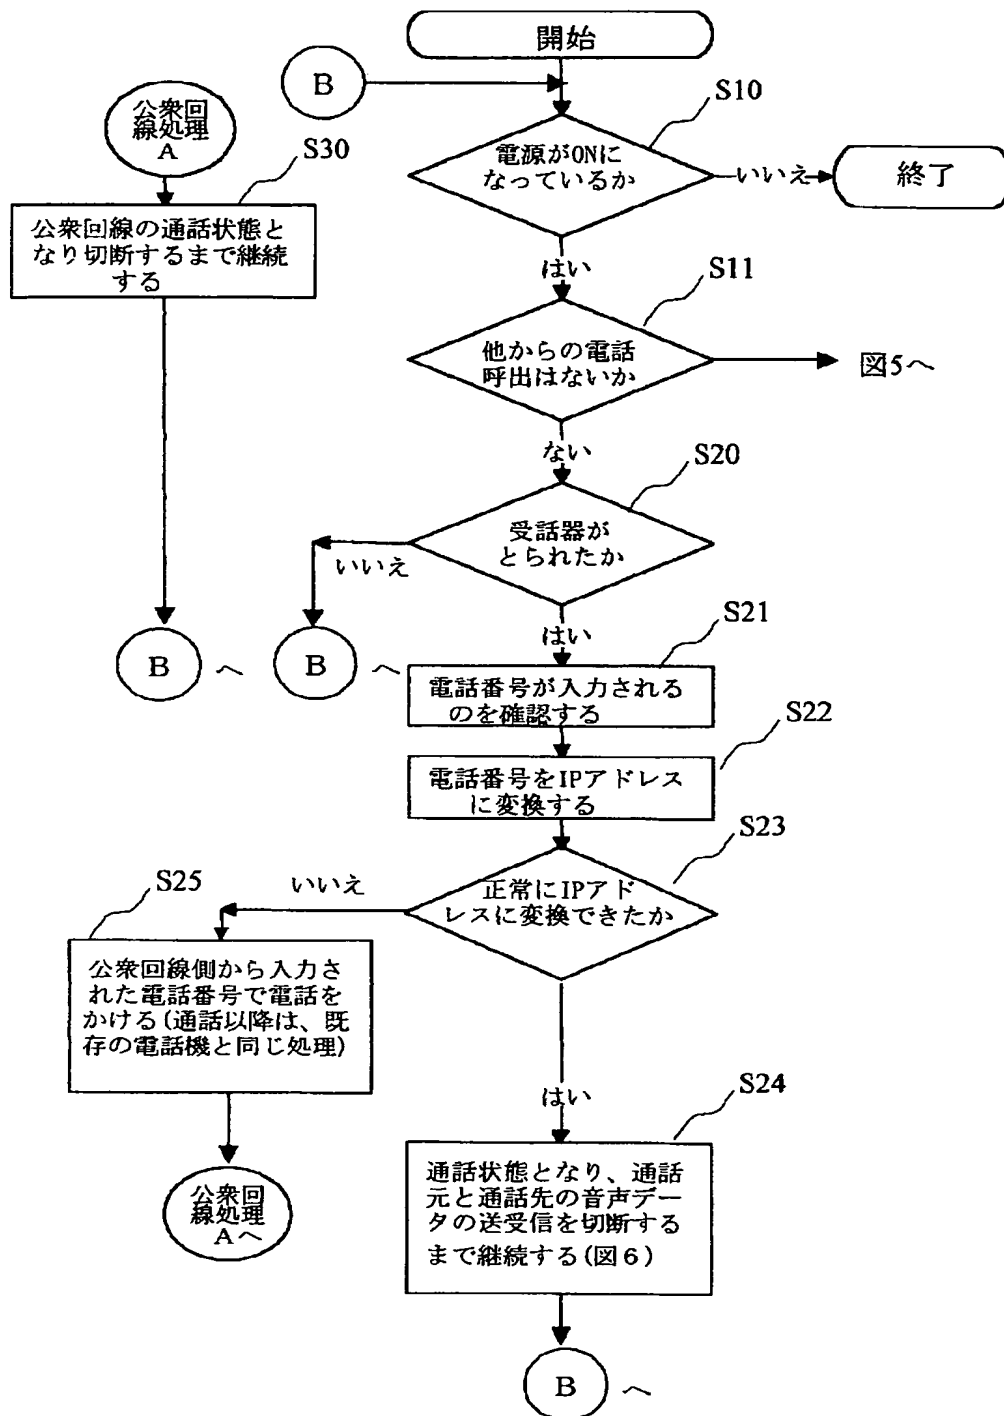 開始
B
S10
公衆回
線処理
A
S30
電源がONに
なっているか
いいえ
終了
公衆回線の通話状態と
なり切断するまで継続
する
はい
S11
他からの電話
呼出はないか
図5へ
ない
S20
受話器が
とられたか
いいえ
はい
S21
B へ
B へ
電話番号が入力される
のを確認する
S22
電話番号をIPアドレス
に変換する
S23
正常にIPアド
レスに変換できたか
いいえ
S25
公衆回線側から入力さ
れた電話番号で電話を
かける(通話以降は、既
存の電話機と同じ処理)
はい
S24
公衆回
線処理
Aへ
通話状態となり、通話
元と通話先の音声デー
タの送受信を切断する
まで継続する(図6)
B へ